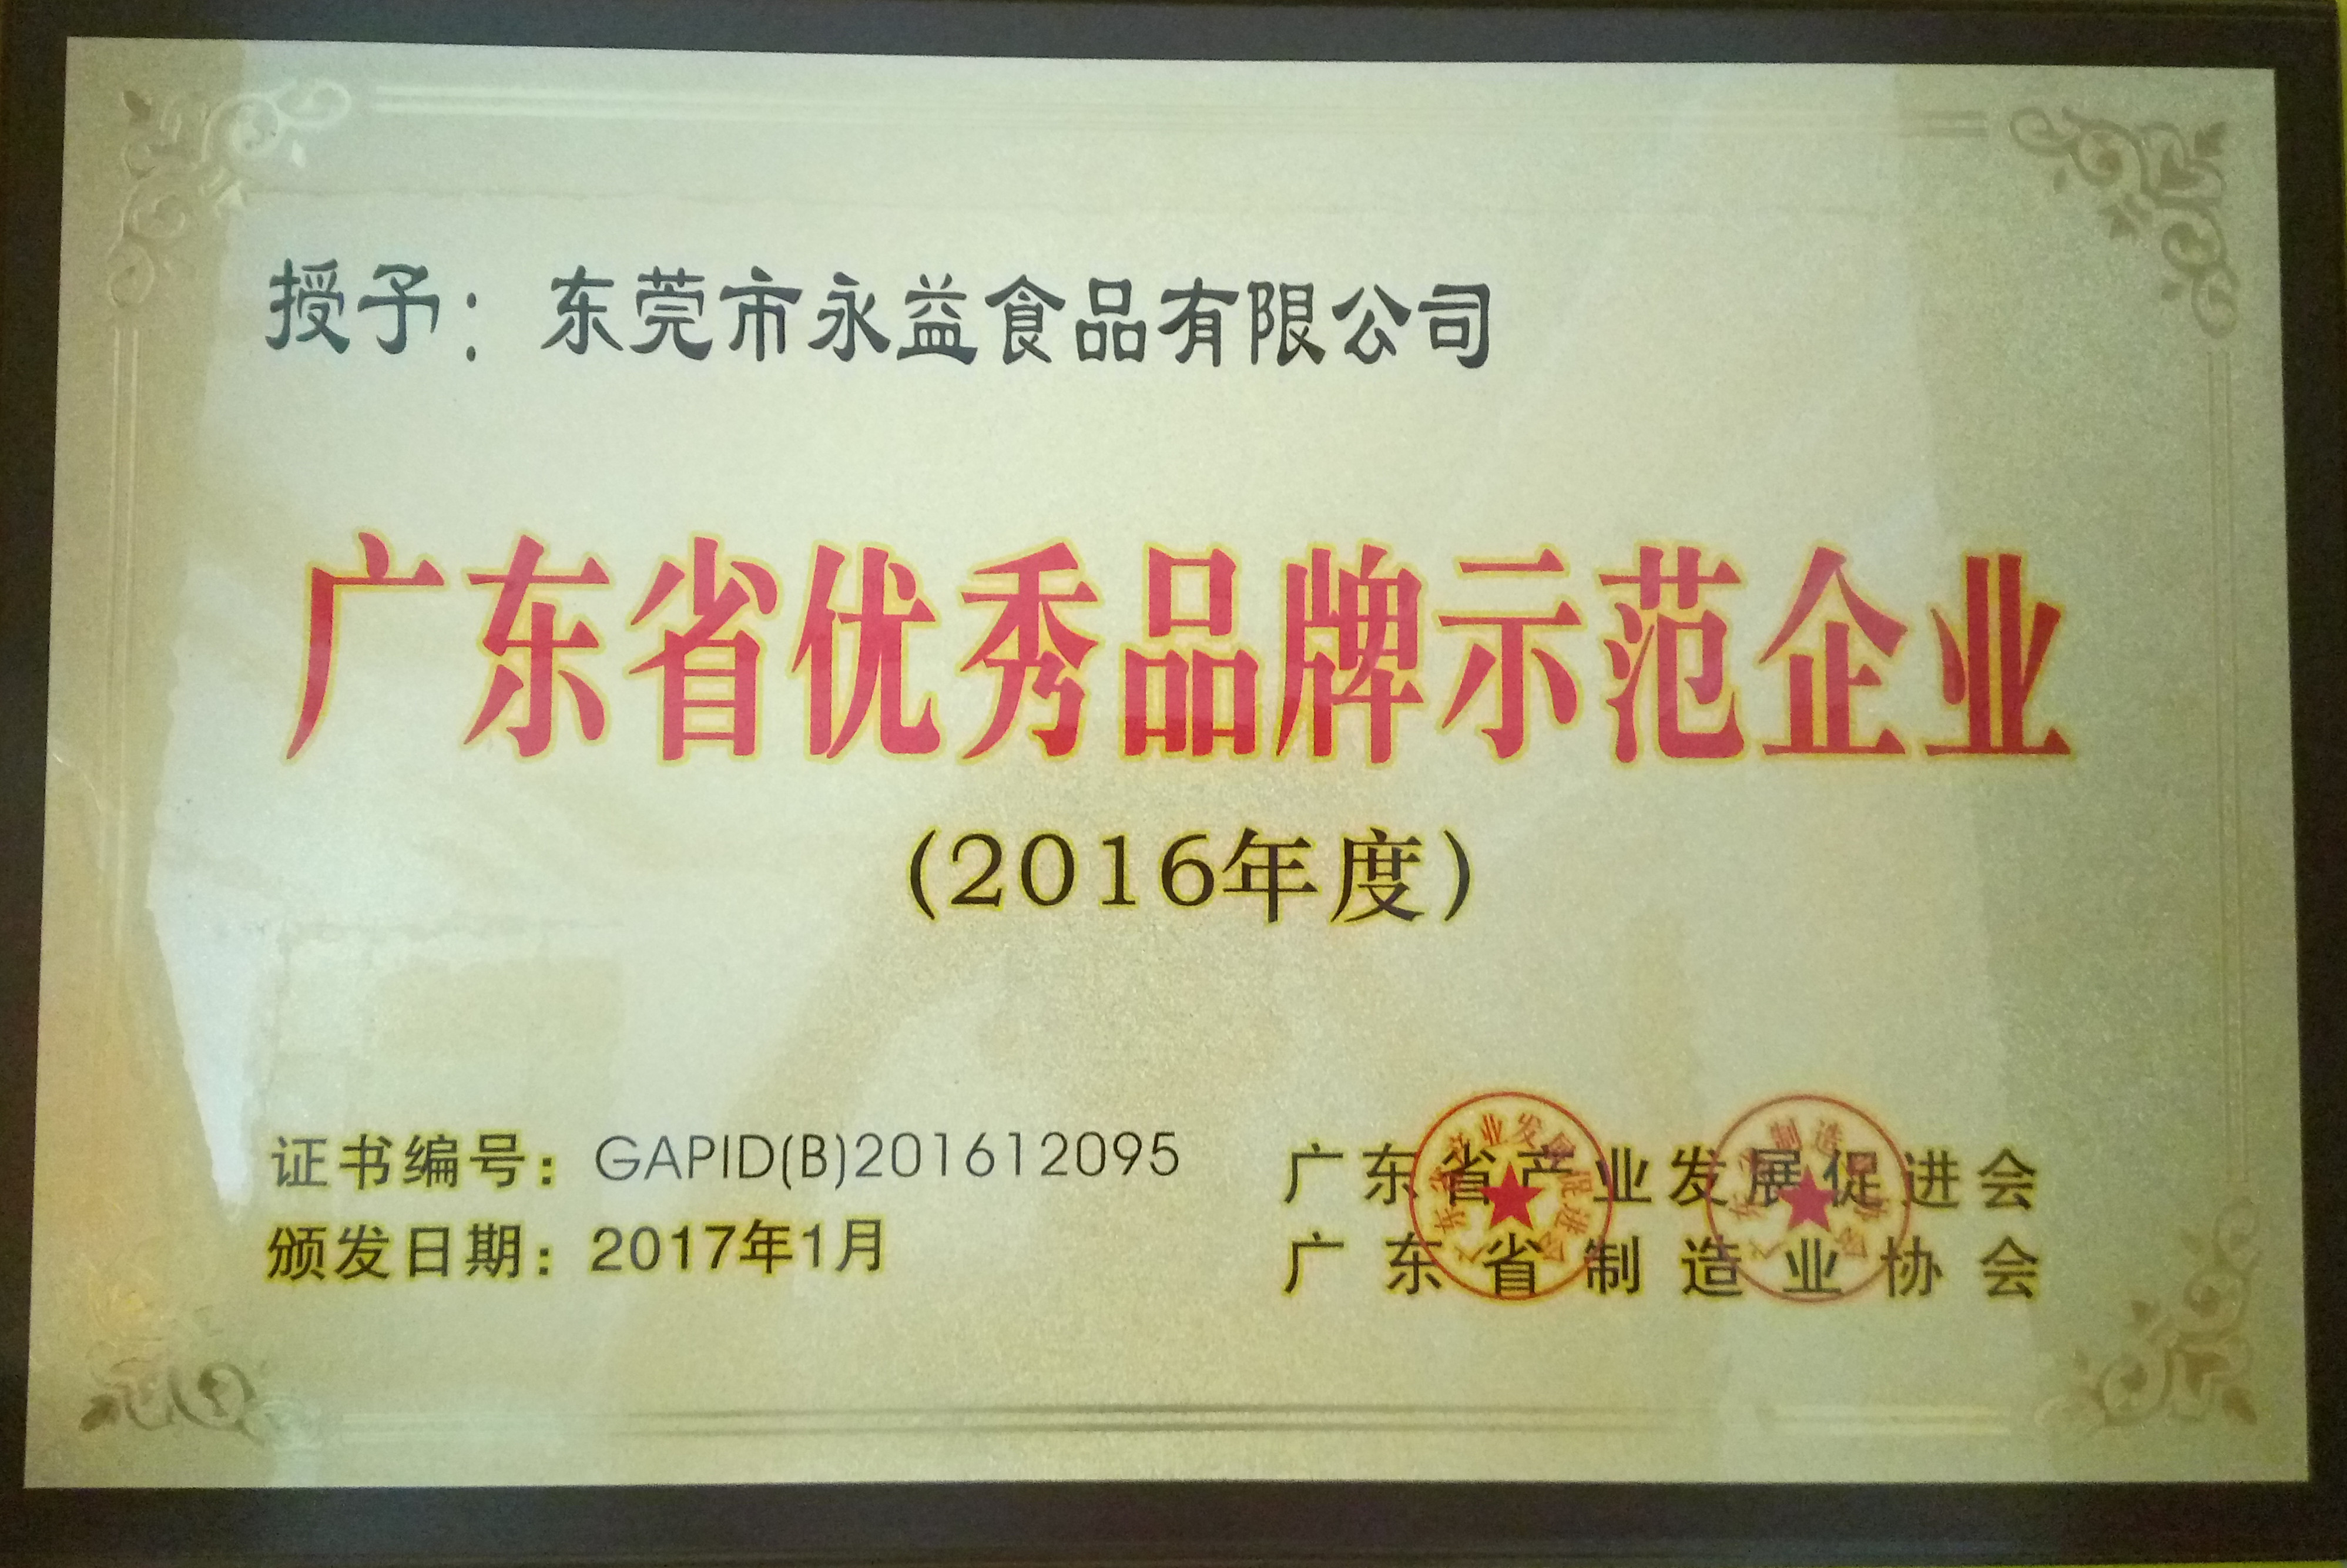 授予：东莞市永益食品有限公司
广东省优秀品牌示范企业
(2016年度)
证书编号：GAPID(B)201612095
颁发日期：2017年1月
广东省产业发展促进会
广东省制造业协会